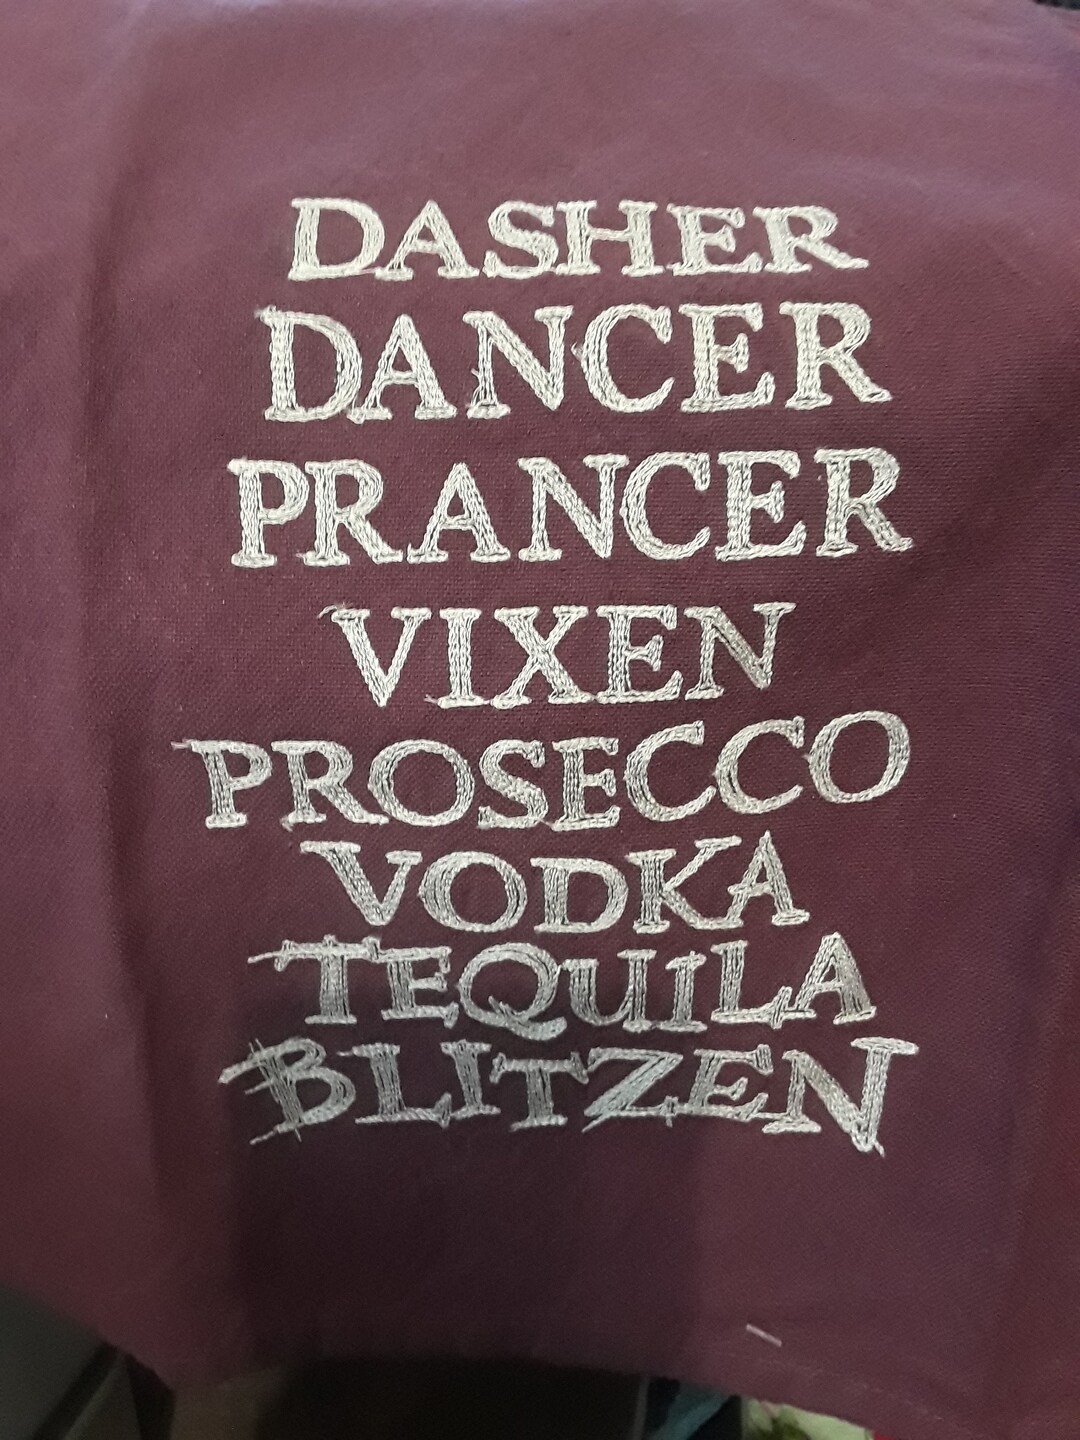 DASHER
DANCER
PRANCER
VIXEN
PROSECCO
VODKA
TEQUILA
BLITZEN